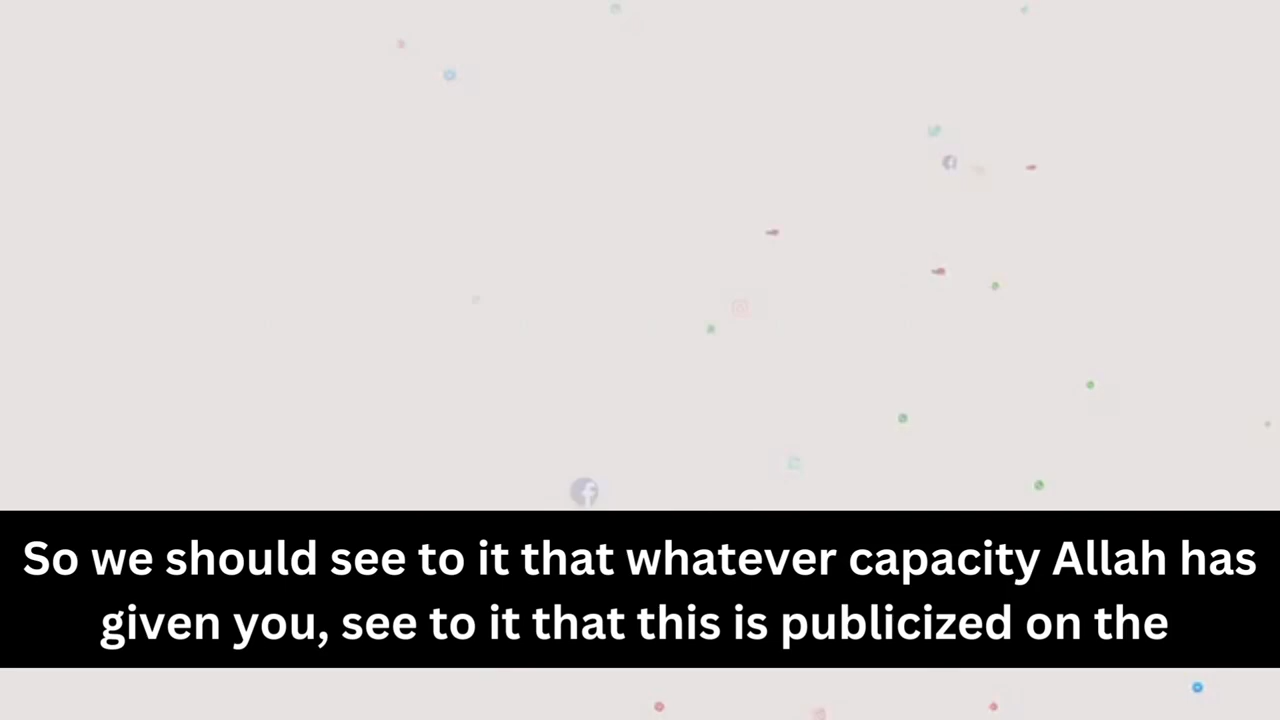 So we should see to it that whatever capacity Allah has
given you, see to it that this is publicized on the